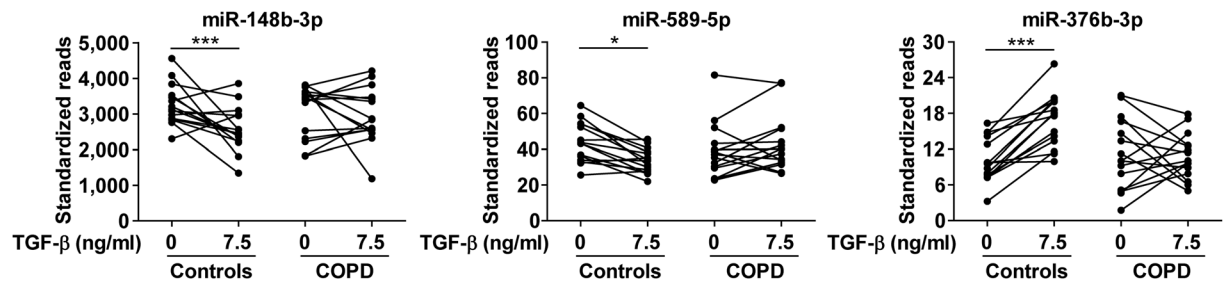 miR-148b-3p
***
Standardized reads
5,000
4,000
3,000
2,000
1,000
0
TGF-β (ng/ml) 0 7.5 0 7.5
Controls COPD
miR-589-5p
*
Standardized reads
100
80
60
40
20
0
TGF-β (ng/ml) 0 7.5 0 7.5
Controls COPD
miR-376b-3p
***
Standardized reads
30
24
18
12
6
0
TGF-β (ng/ml) 0 7.5 0 7.5
Controls COPD